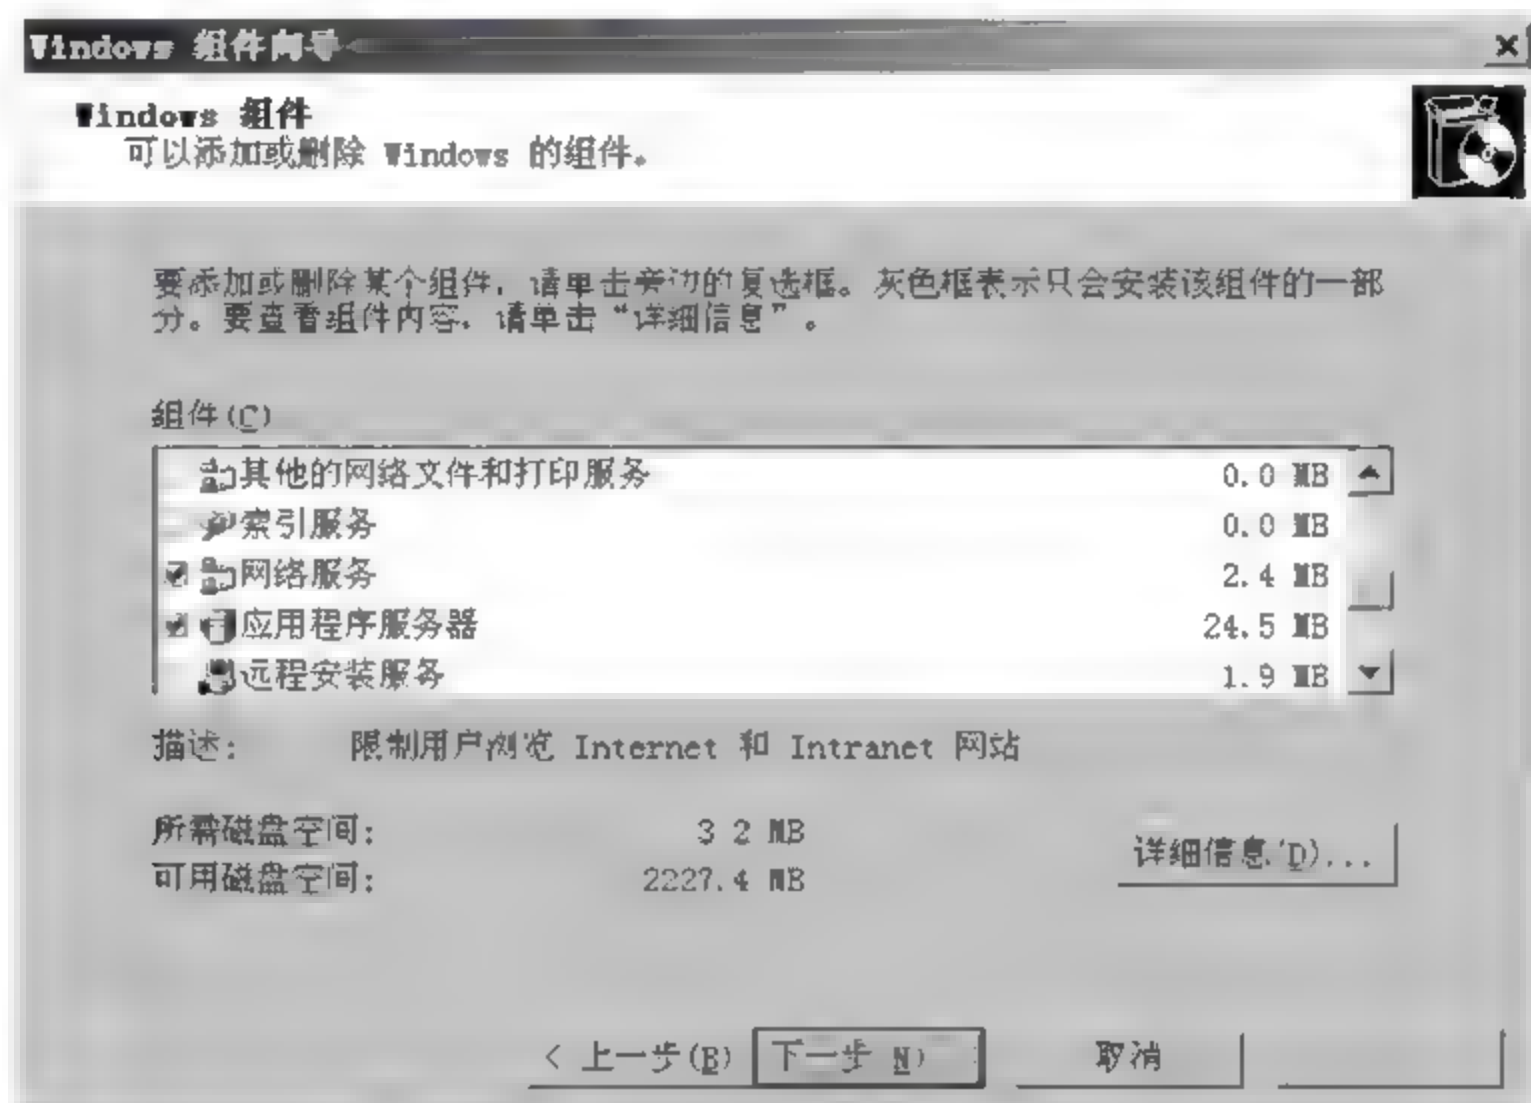 Windows 组件向导
Windows 组件
可以添加或删除 Windows 的组件。
要添加或删除某个组件，请单击旁边的复选框。灰色框表示只会安装该组件的一部
分。要查看组件内容，请单击“详细信息”。
组件(C)
其他的网络文件和打印服务 0.0 MB
索引服务 0.0 MB
网络服务 2.4 MB
应用程序服务器 24.5 MB
远程安装服务 1.9 MB
描述: 限制用户浏览 Internet 和 Intranet 网站
所需磁盘空间: 3 2 MB
可用磁盘空间: 2227.4 MB
详细信息(D)...
< 上一步(B) 下一步 N) 取消